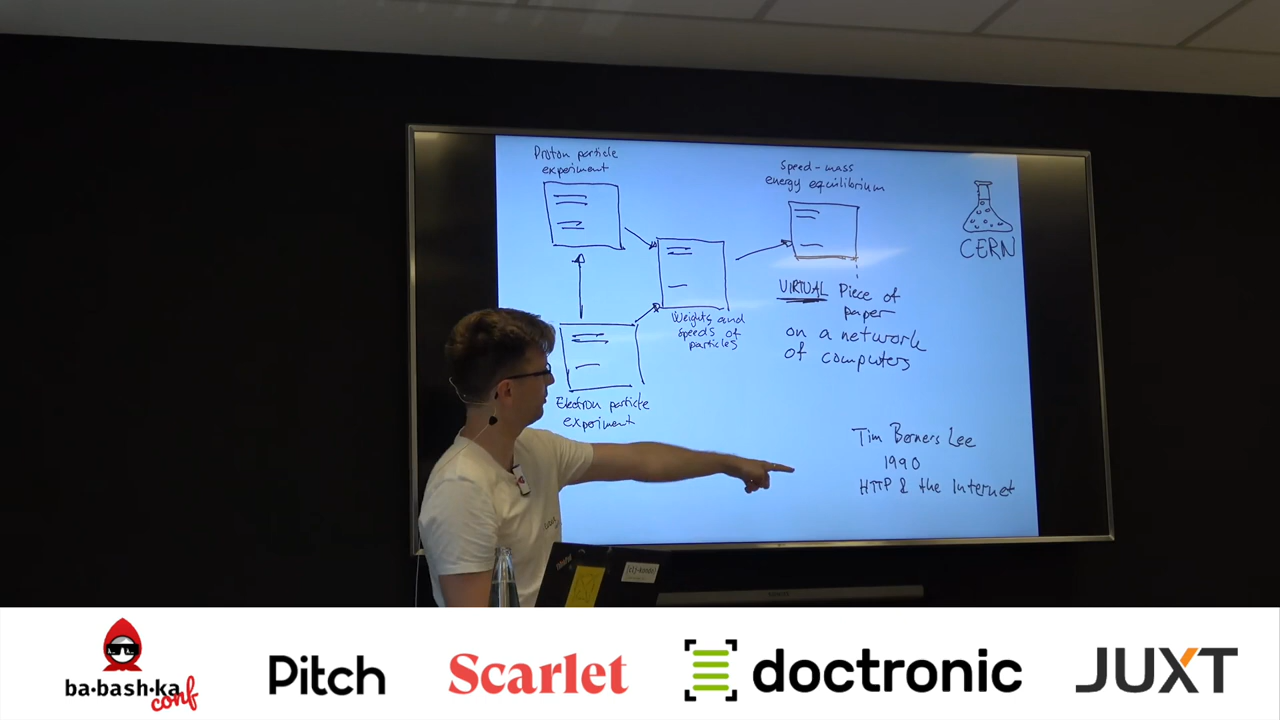 Proton particle
experiment
Speed-mass
energy equilibrium
CERN
Weights and
speeds of
particles
VIRTUAL Piece of
paper
on a network
of computers
Electron particle
experiment
Tim Berners Lee
1990
HTTP & the Internet
clj-kondo
ba·bash·ka
conf
Pitch
Scarlet
doctronic
JUXT